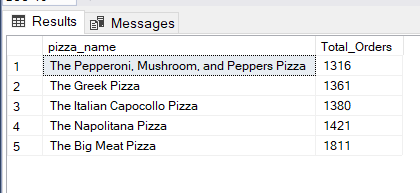 Results Messages
pizza_name Total_Orders
1 The Pepperoni, Mushroom, and Peppers Pizza 1316
2 The Greek Pizza 1361
3 The Italian Capocollo Pizza 1380
4 The Napolitana Pizza 1421
5 The Big Meat Pizza 1811